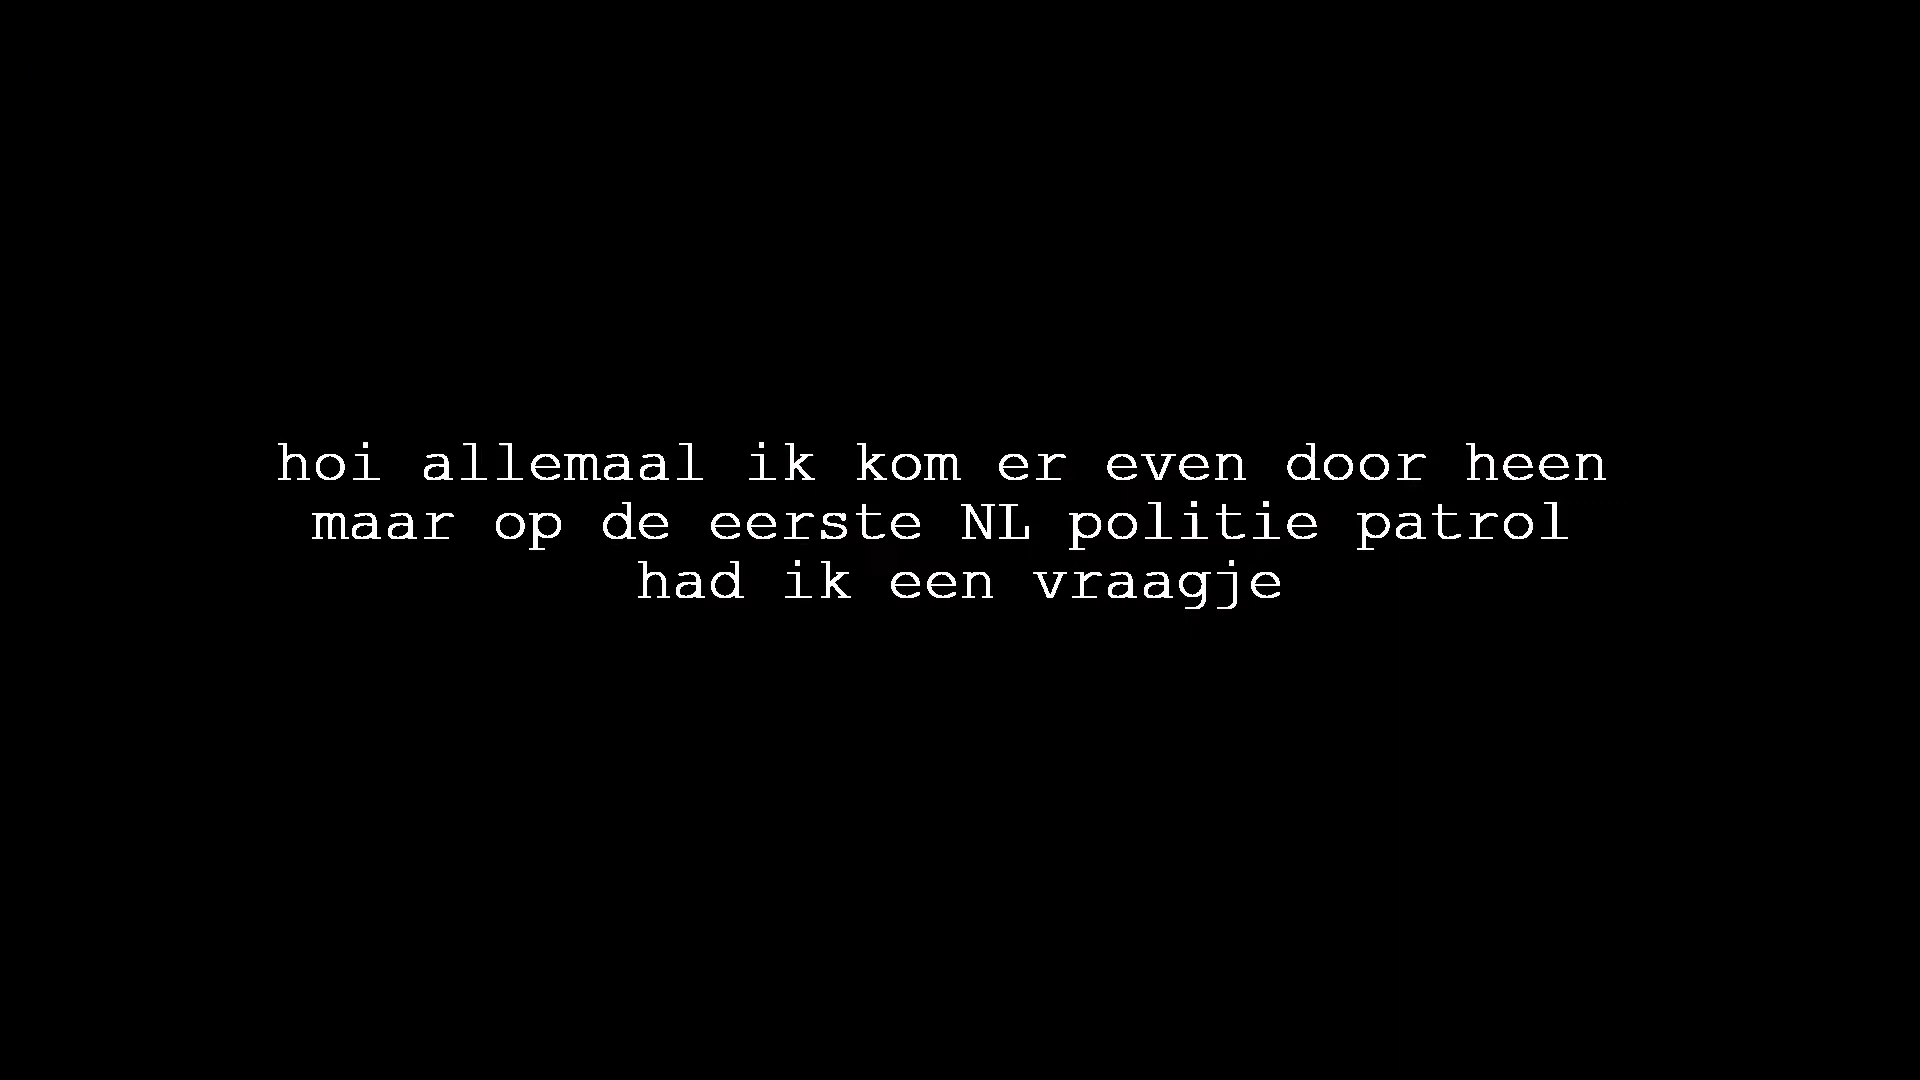 hoi allemaal ik kom er even door heen
maar op de eerste NL politie patrol
had ik een vraagje